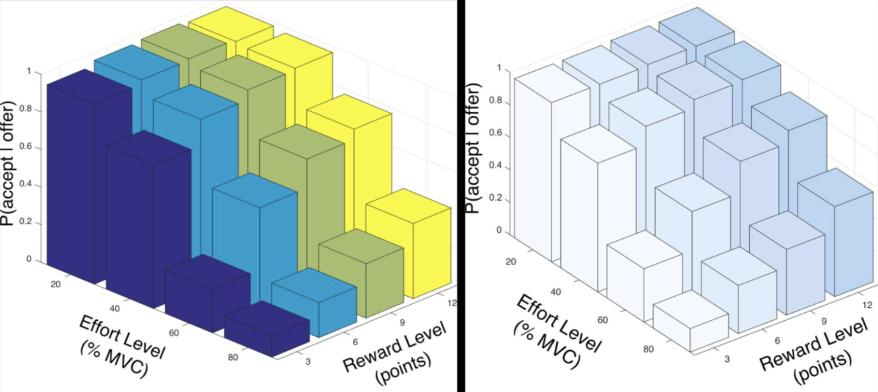 P(accept | offer)
1
0.8
0.6
0.4
0.2
0
20
40
60
80
Effort Level
(% MVC)
3
6
9
12
Reward Level
(points)
P(accept | offer)
1
0.8
0.6
0.4
0.2
0
20
40
60
80
Effort Level
(% MVC)
3
6
9
12
Reward Level
(points)